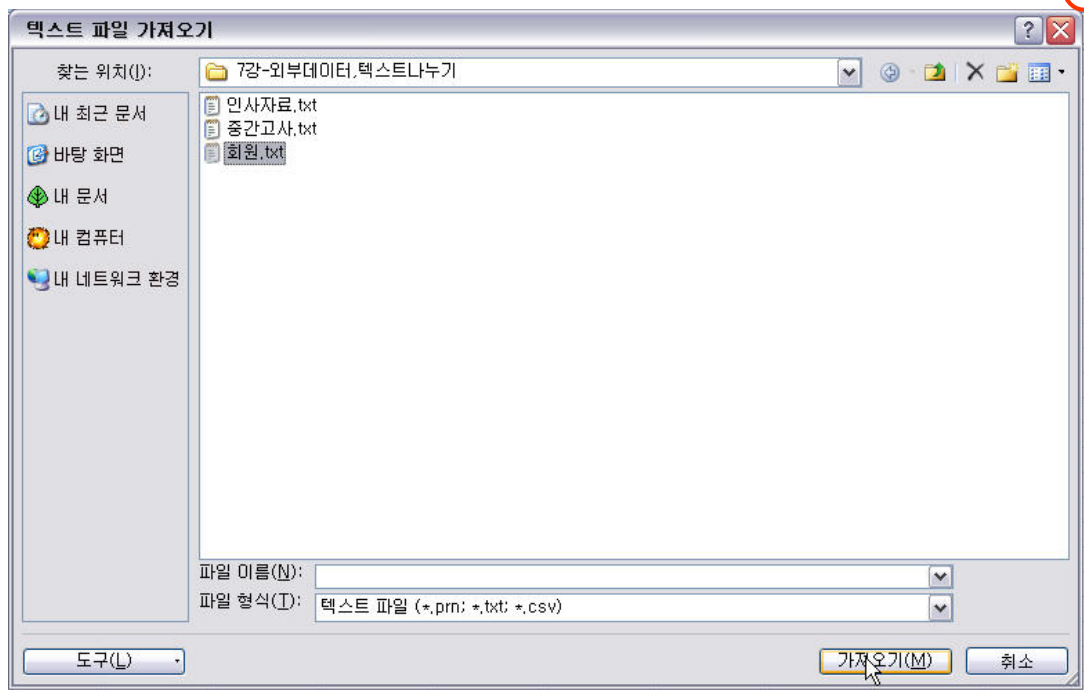 텍스트 파일 가져오기
찾는 위치(I):
7강-외부데이터,텍스트나누기
내 최근 문서
바탕 화면
내 문서
내 컴퓨터
내 네트워크 환경
인사자료.txt
중간고사.txt
회원.txt
파일 이름(N):
파일 형식(T):
텍스트 파일 (*.prn; *.txt; *.csv)
도구(L)
가져오기(M)
취소